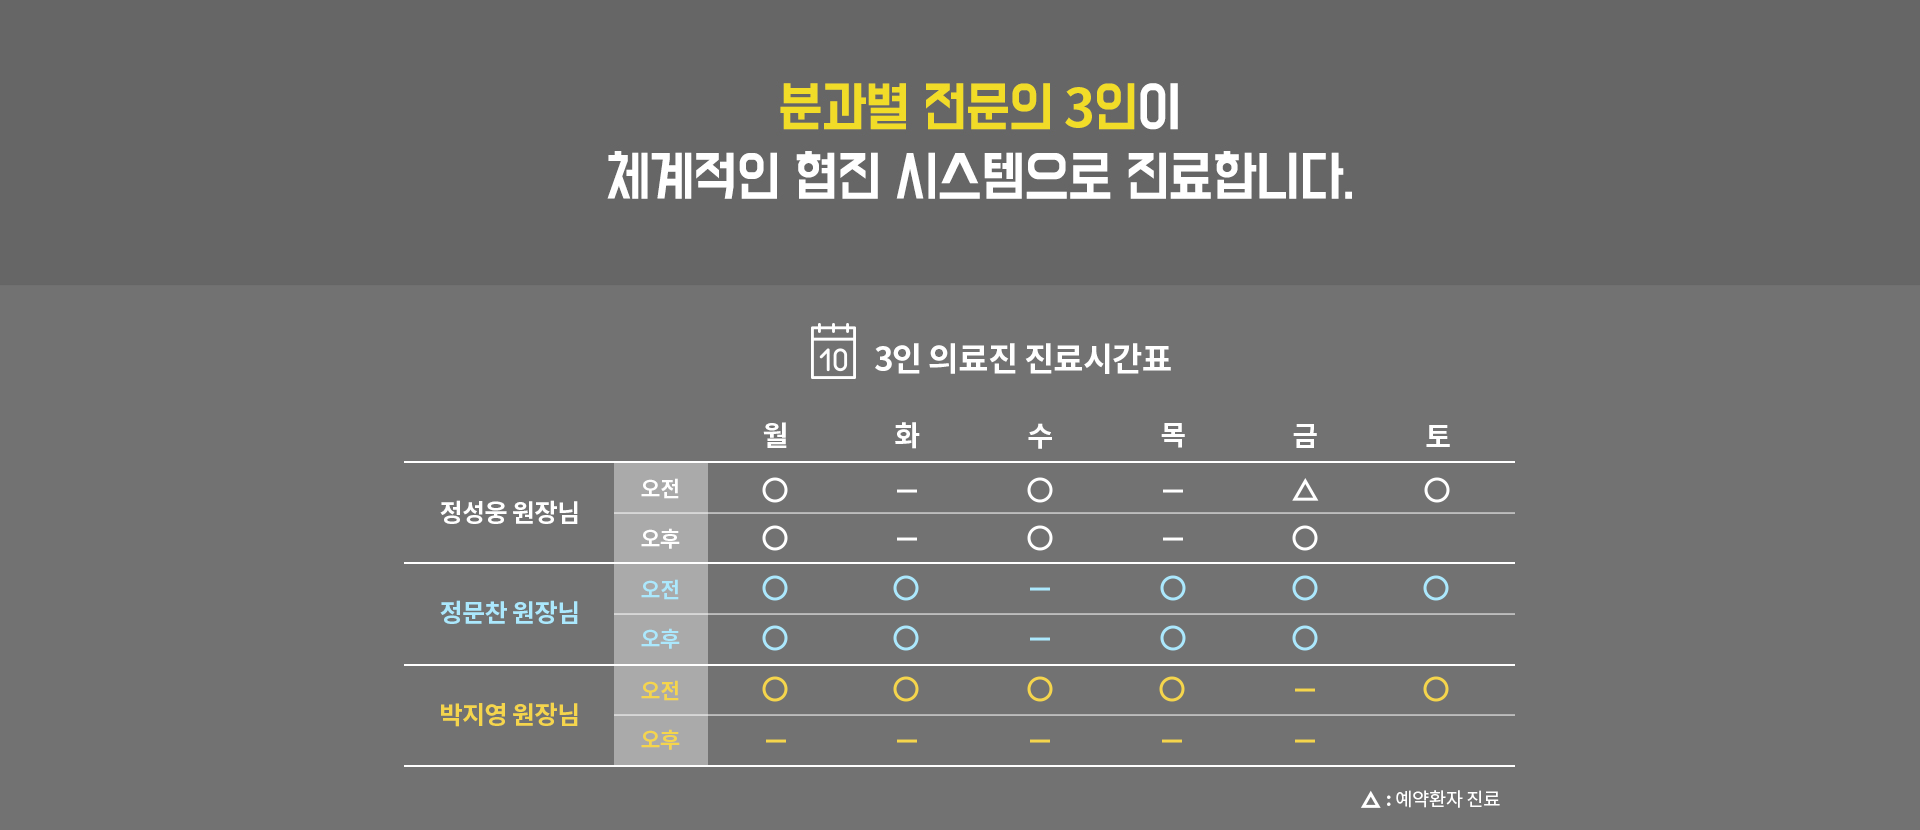 분과별 전문의 3인이
체계적인 협진 시스템으로 진료합니다.
10 3인 의료진 진료시간표
월 화 수 목 금 토
정성웅 원장님
오전 ○ — ○ — △ ○
오후 ○ — ○ — ○
정문찬 원장님
오전 ○ ○ — ○ ○ ○
오후 ○ ○ — ○ ○
박지영 원장님
오전 ○ ○ ○ ○ — ○
오후 — — — — —
△ : 예약환자 진료